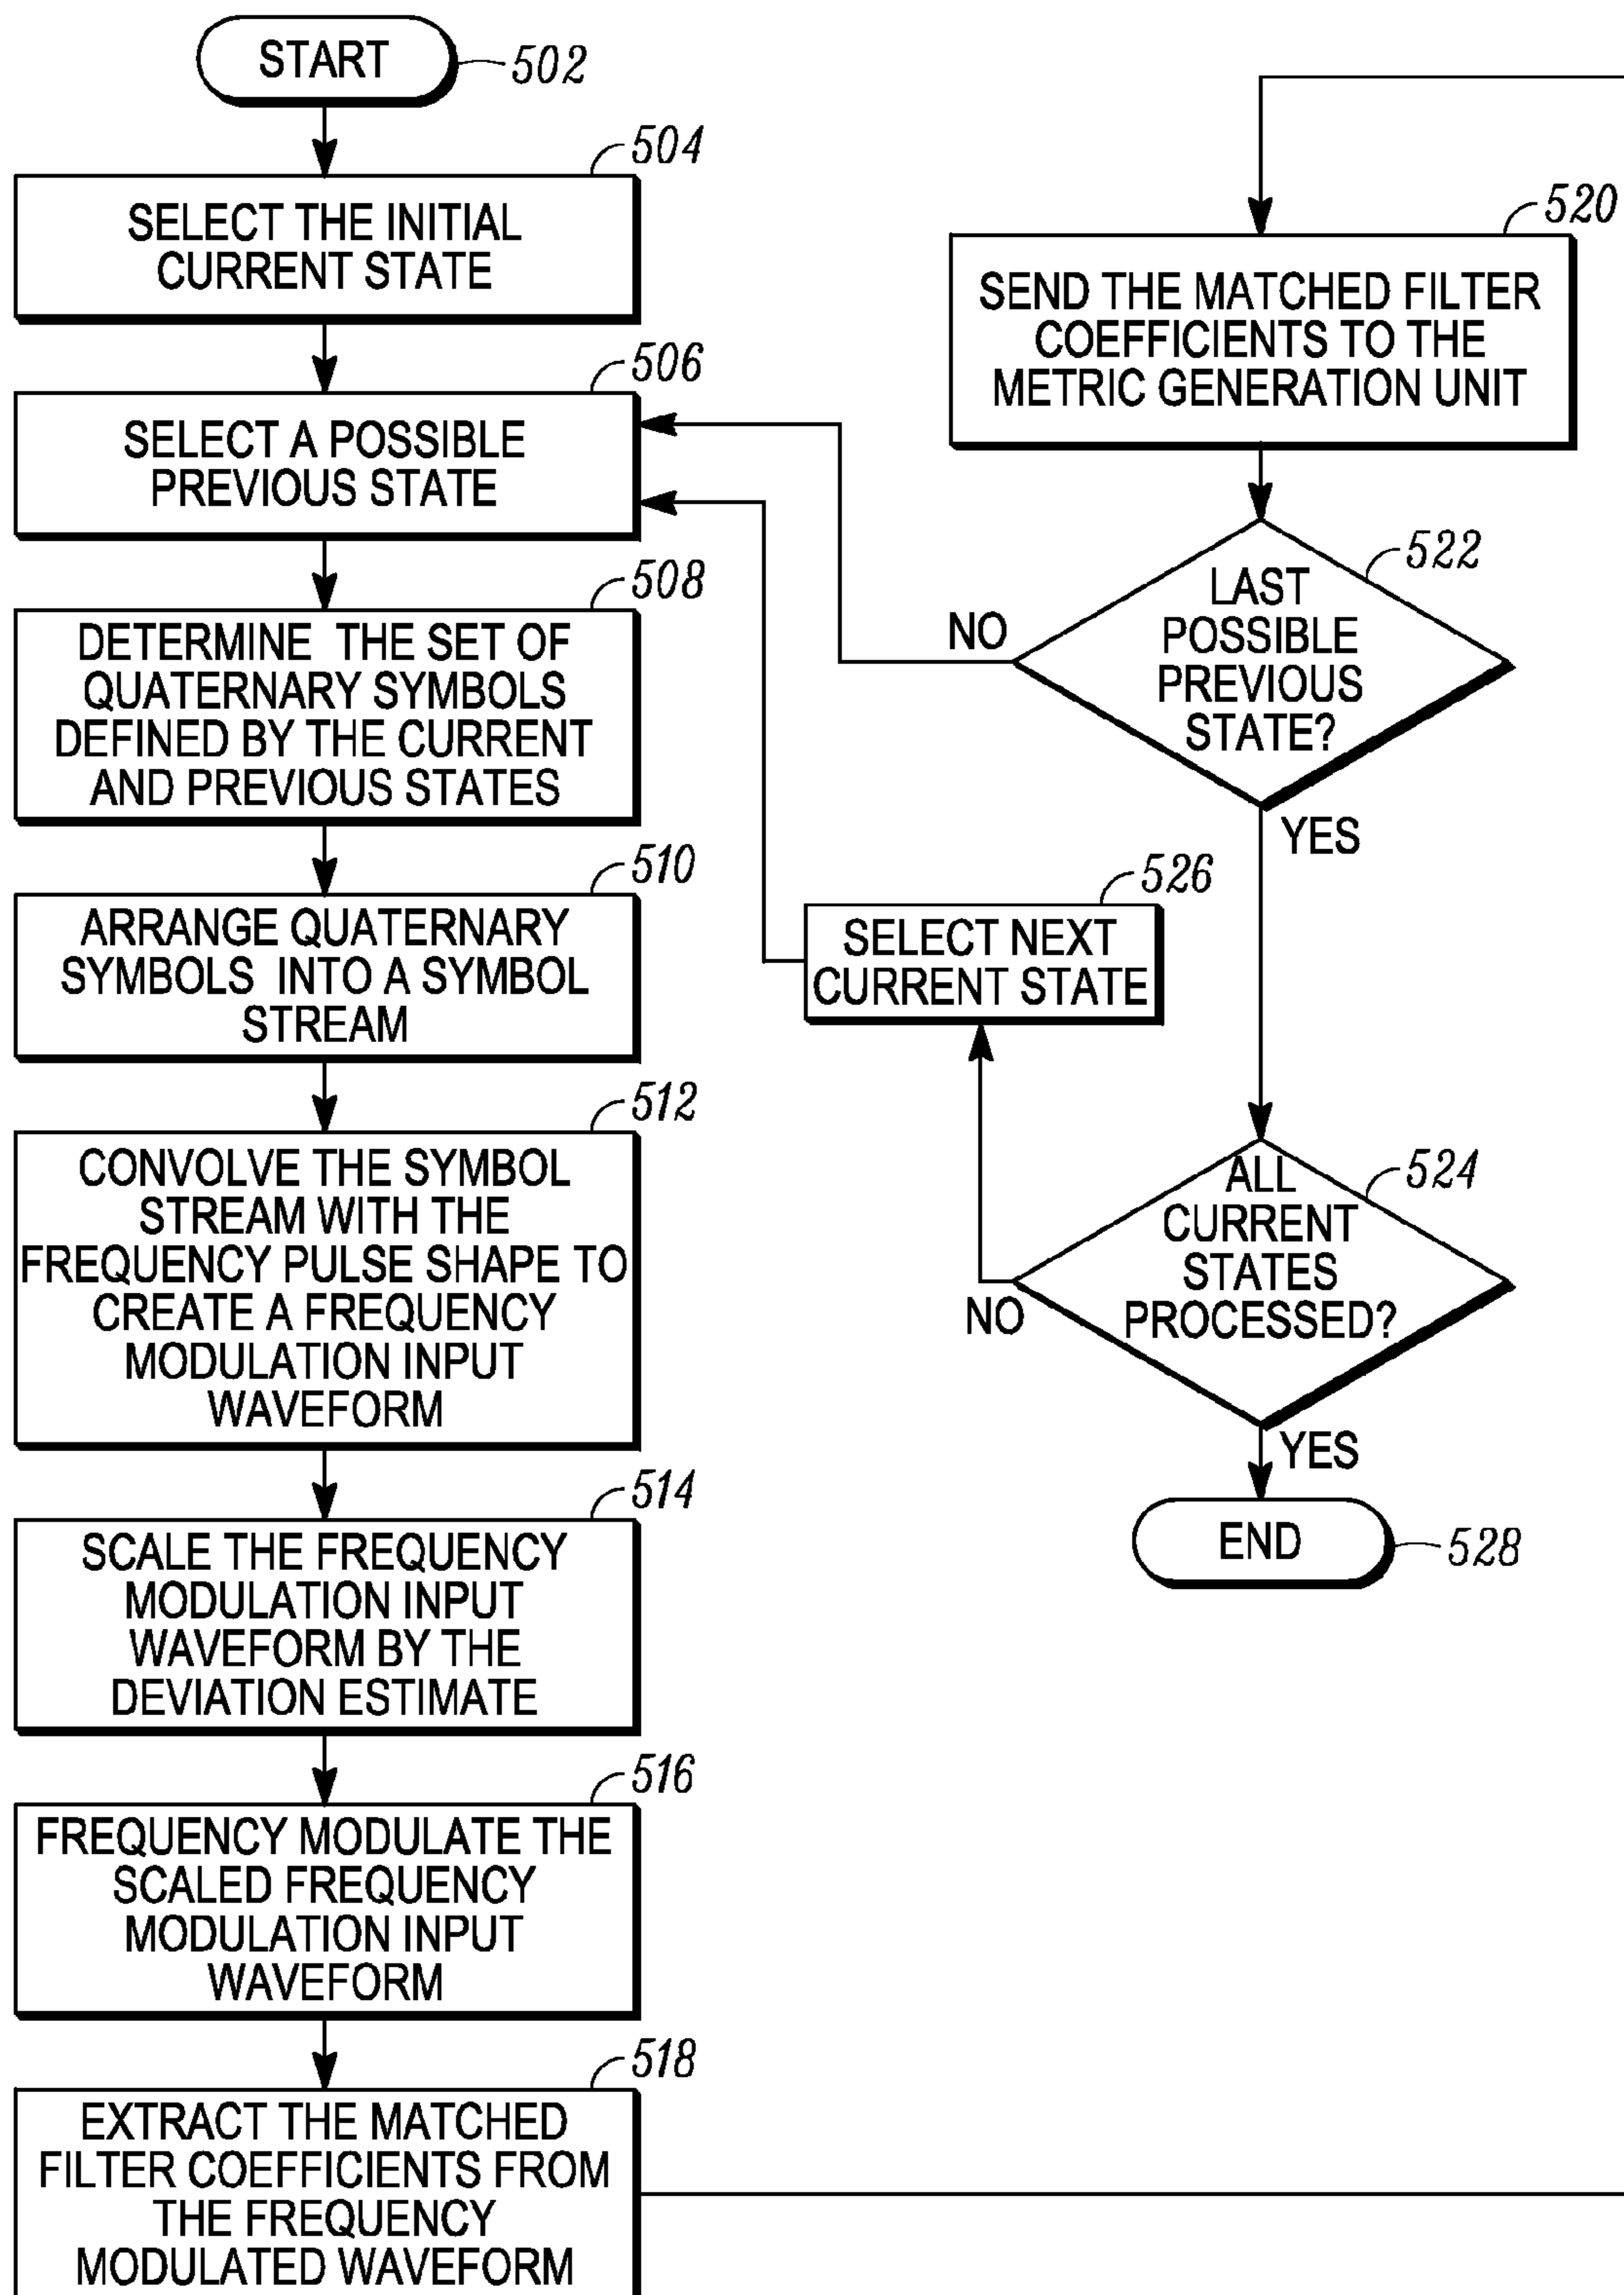 START
502
504
SELECT THE INITIAL
CURRENT STATE
506
SELECT A POSSIBLE
PREVIOUS STATE
508
DETERMINE THE SET OF
QUATERNARY SYMBOLS
DEFINED BY THE CURRENT
AND PREVIOUS STATES
510
ARRANGE QUATERNARY
SYMBOLS INTO A SYMBOL
STREAM
512
CONVOLVE THE SYMBOL
STREAM WITH THE
FREQUENCY PULSE SHAPE TO
CREATE A FREQUENCY
MODULATION INPUT
WAVEFORM
514
SCALE THE FREQUENCY
MODULATION INPUT
WAVEFORM BY THE
DEVIATION ESTIMATE
516
FREQUENCY MODULATE THE
SCALED FREQUENCY
MODULATION INPUT
WAVEFORM
518
EXTRACT THE MATCHED
FILTER COEFFICIENTS FROM
THE FREQUENCY
MODULATED WAVEFORM
520
SEND THE MATCHED FILTER
COEFFICIENTS TO THE
METRIC GENERATION UNIT
522
LAST
POSSIBLE
PREVIOUS
STATE?
NO
YES
526
SELECT NEXT
CURRENT STATE
524
ALL
CURRENT
STATES
PROCESSED?
NO
YES
END
528